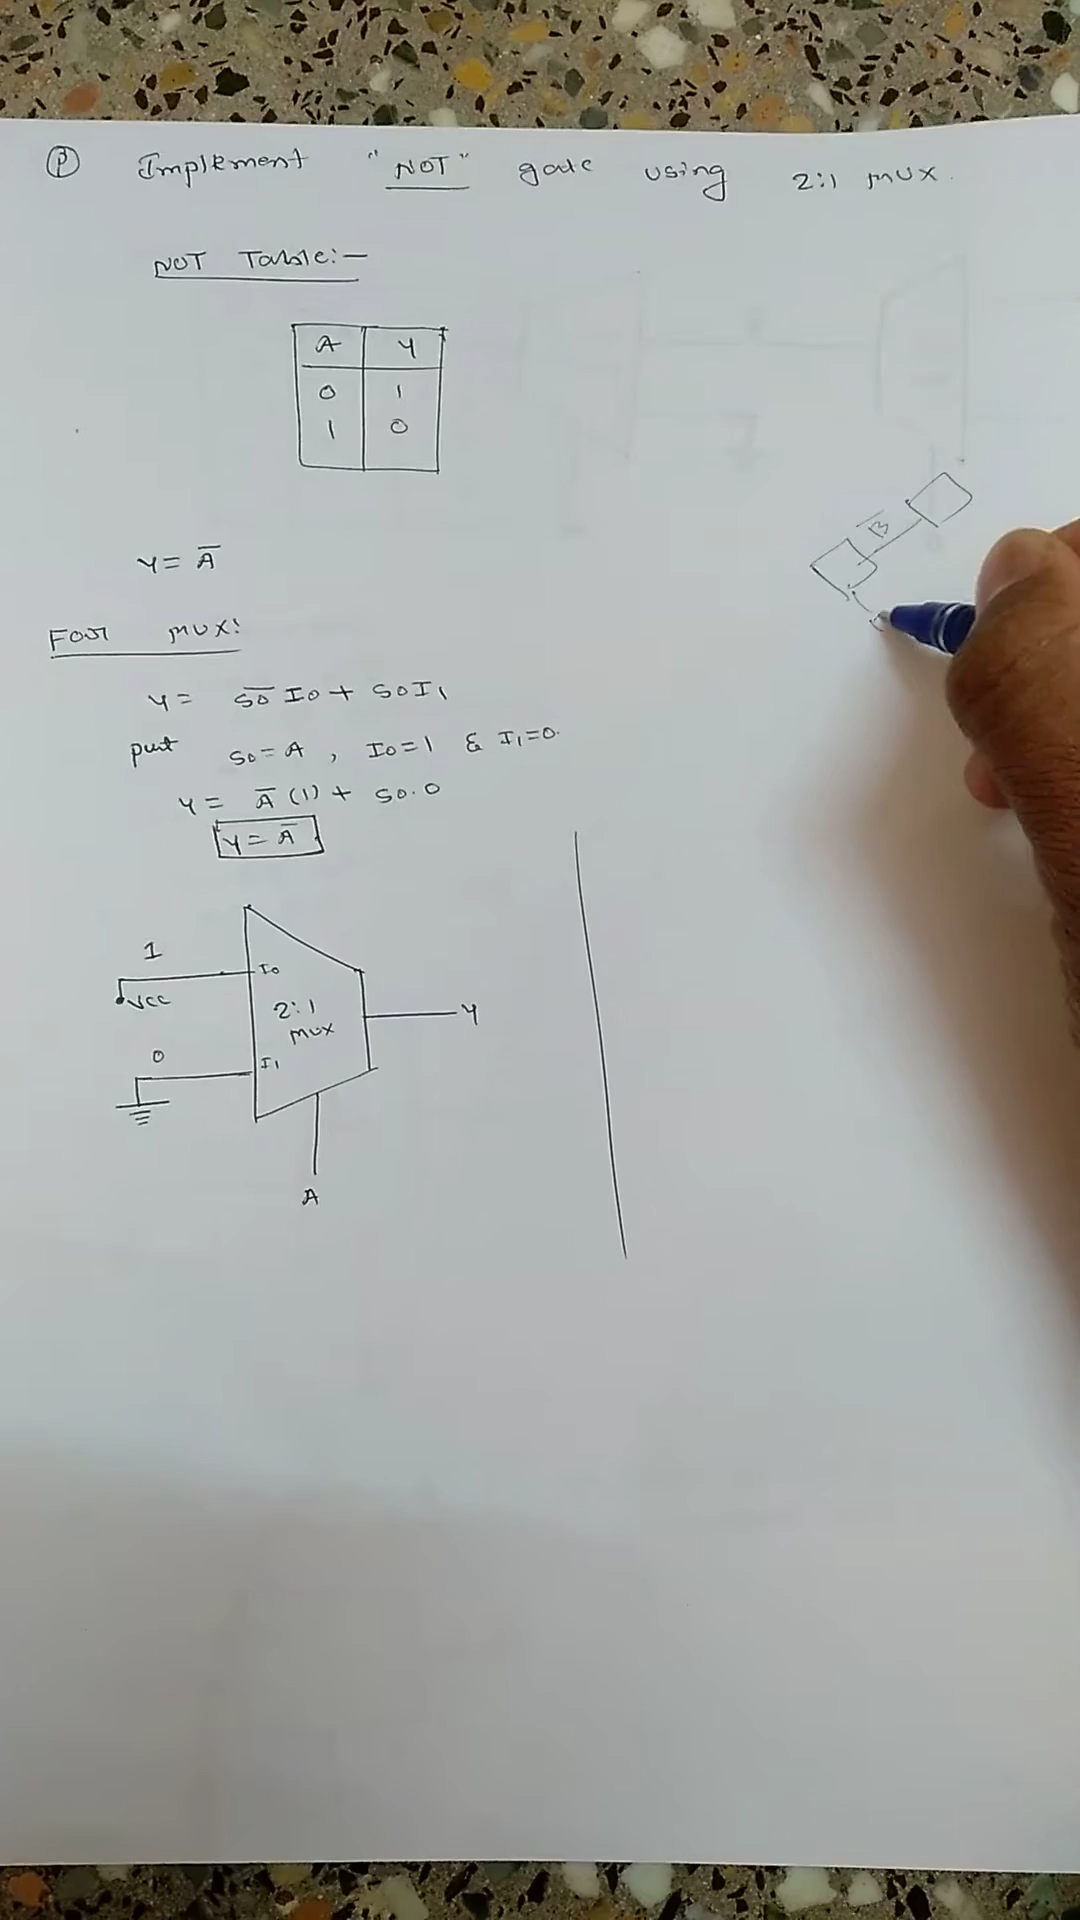 P Implement "NOT" gate using 2:1 MUX.
NOT Table:-
A Y
0 1
1 0
Y = A̅
B̅
For MUX:
Y = S̅0̅ I0 + S0 I1
put S0 = A , I0 = 1 & I1 = 0.
Y = A̅ (1) + S0.0
Y = A̅
1
I0
VCC
2:1
MUX
Y
0
I1
A